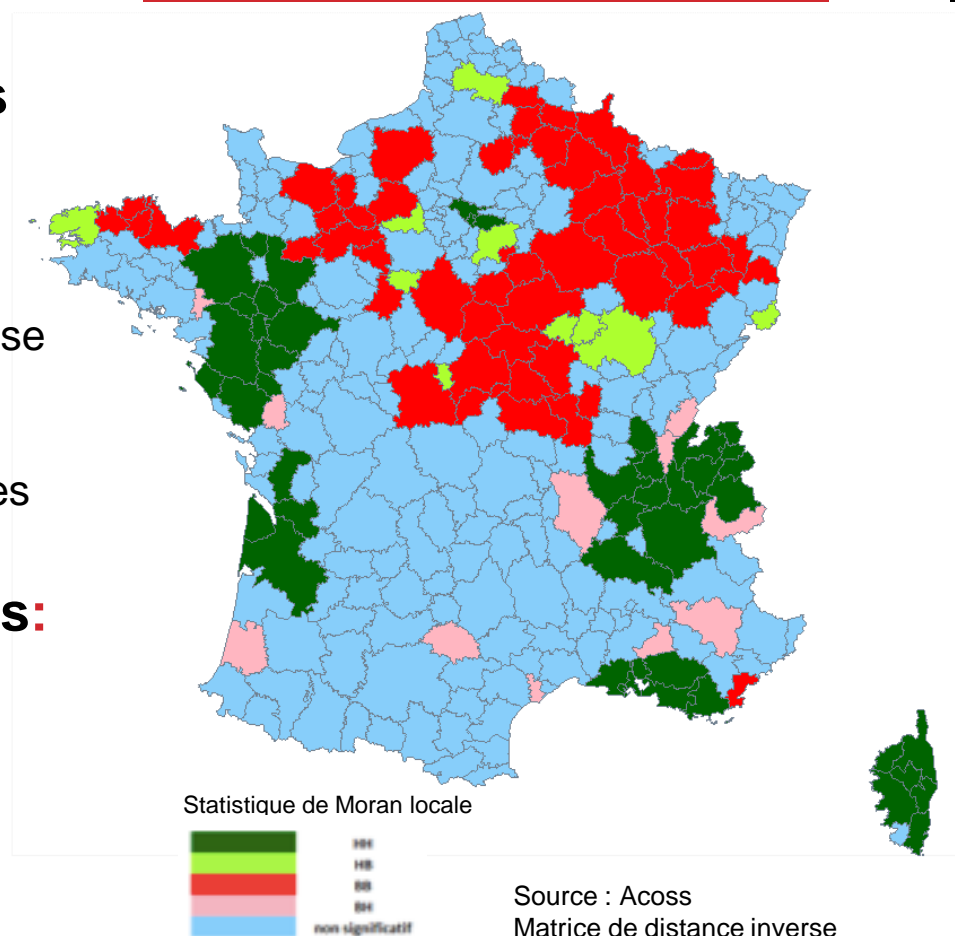 s
se
es
s:
Statistique de Moran locale
HH
HB
BB
BH
non significatif
Source : Acoss
Matrice de distance inverse